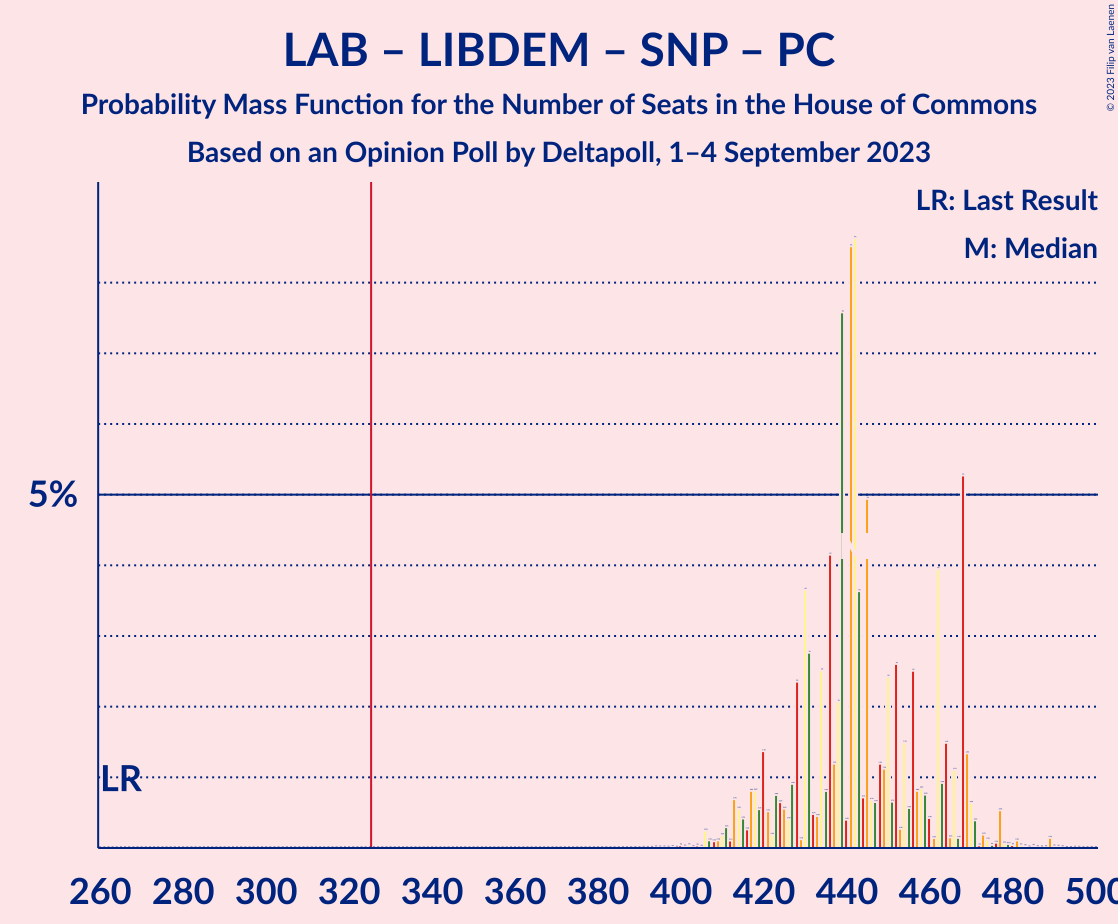 LAB – LIBDEM – SNP – PC
Probability Mass Function for the Number of Seats in the House of Commons
Based on an Opinion Poll by Deltapoll, 1–4 September 2023
© 2023 Filip van Laenen
LR: Last Result
M: Median
5%
LR
260 280 300 320 340 360 380 400 420 440 460 480 500